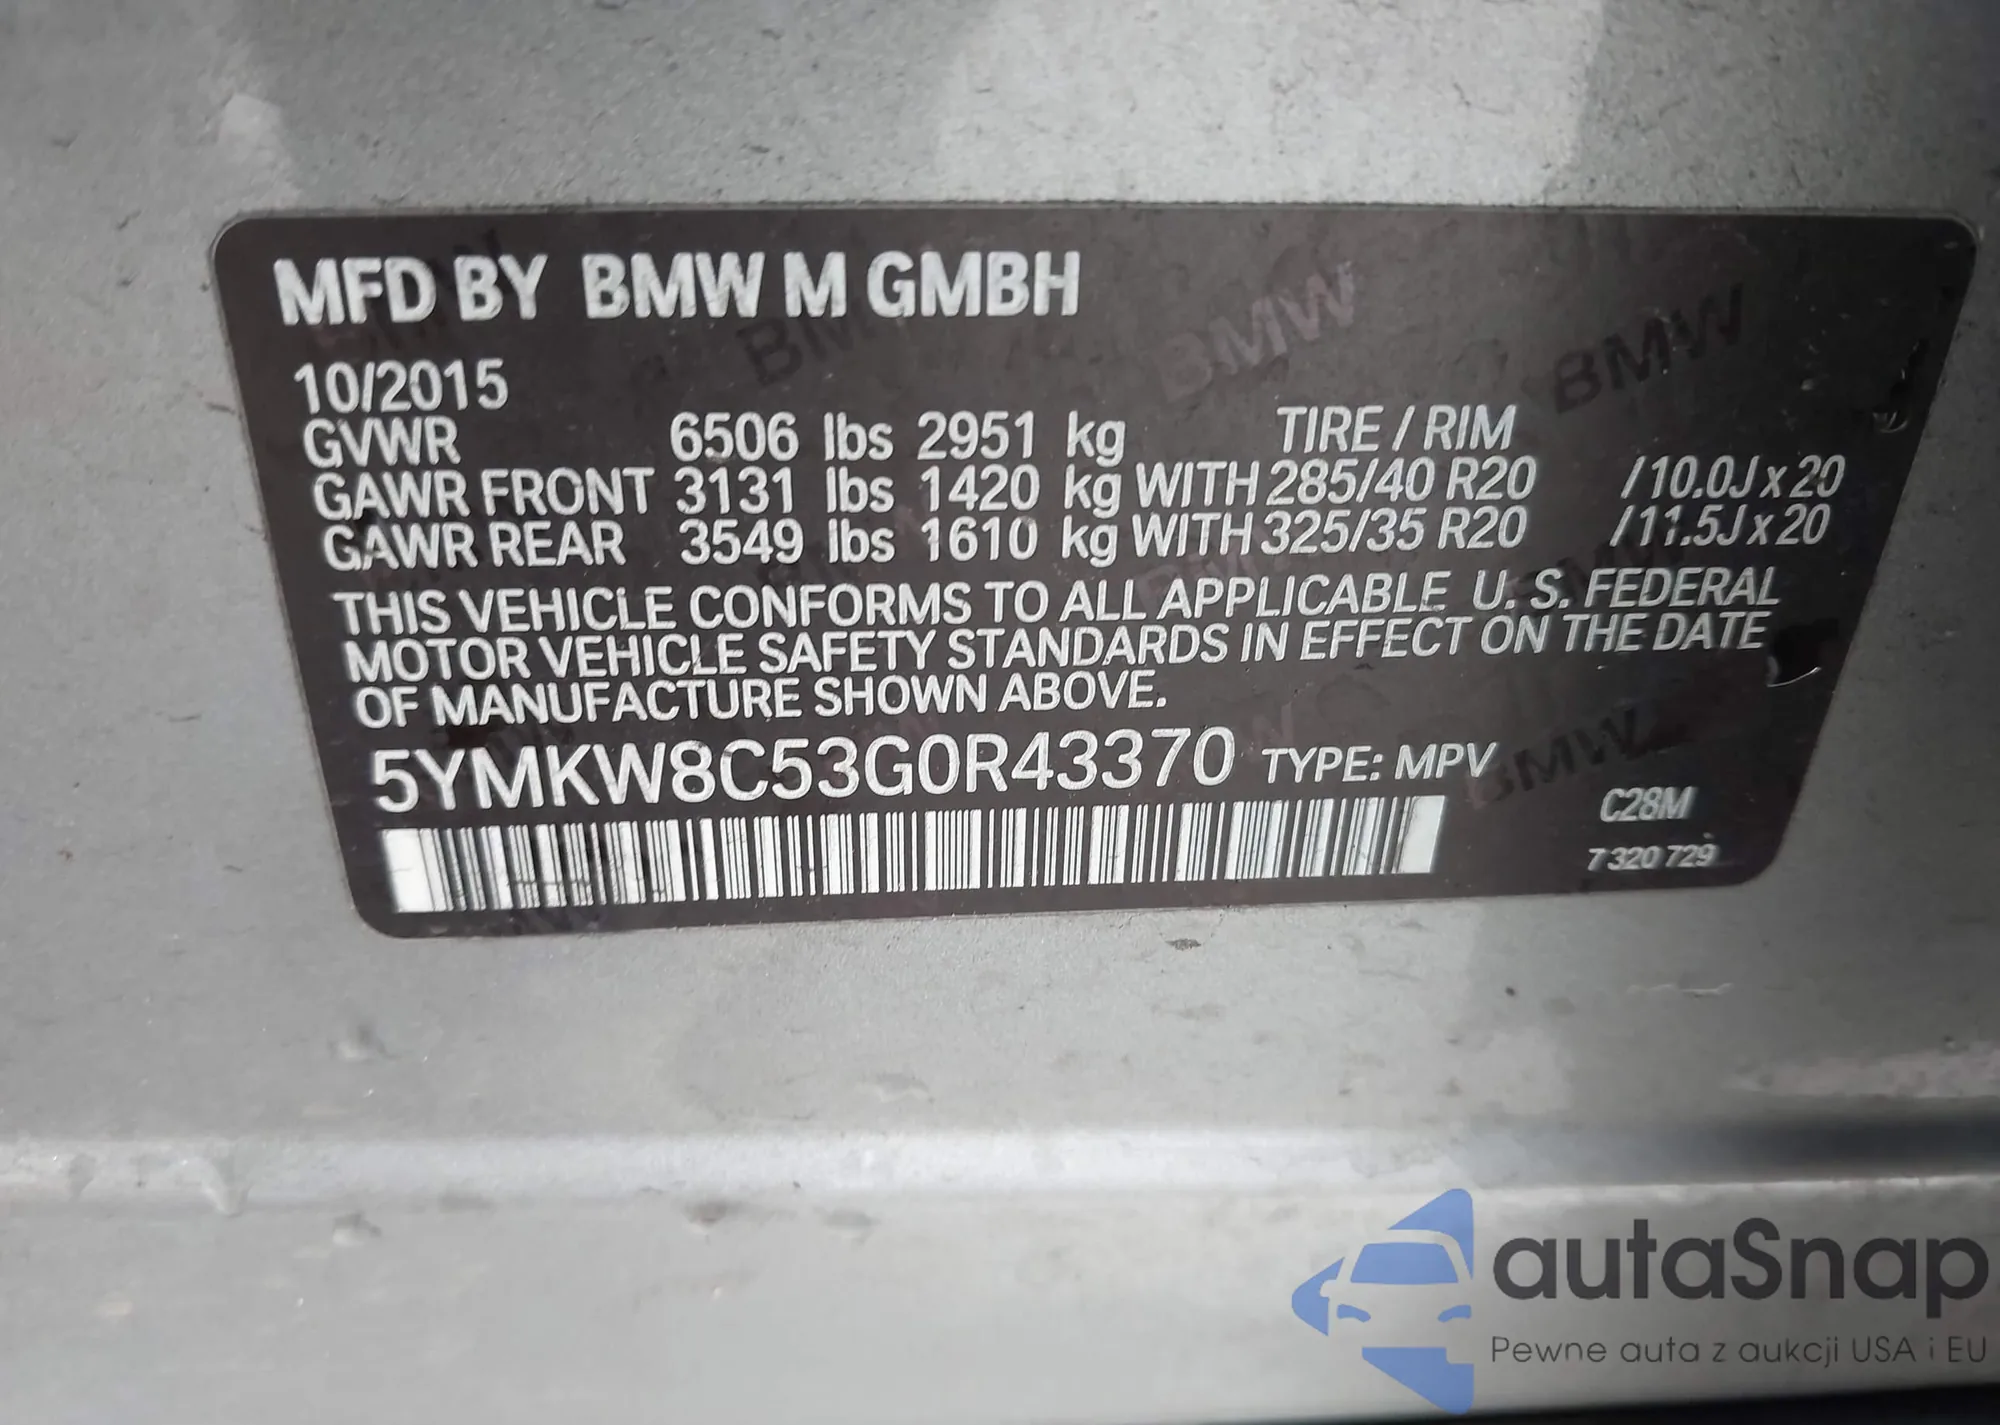 MFD BY BMW M GMBH
10/2015
GVWR 6506 lbs 2951 kg TIRE / RIM
GAWR FRONT 3131 lbs 1420 kg WITH 285/40 R20 /10.0J x 20
GAWR REAR 3549 lbs 1610 kg WITH 325/35 R20 /11.5J x 20
THIS VEHICLE CONFORMS TO ALL APPLICABLE U. S. FEDERAL
MOTOR VEHICLE SAFETY STANDARDS IN EFFECT ON THE DATE
OF MANUFACTURE SHOWN ABOVE.
5YMKW8C53G0R43370 TYPE: MPV
C28M
7 320 729
autaSnap
Pewne auta z aukcji USA i EU